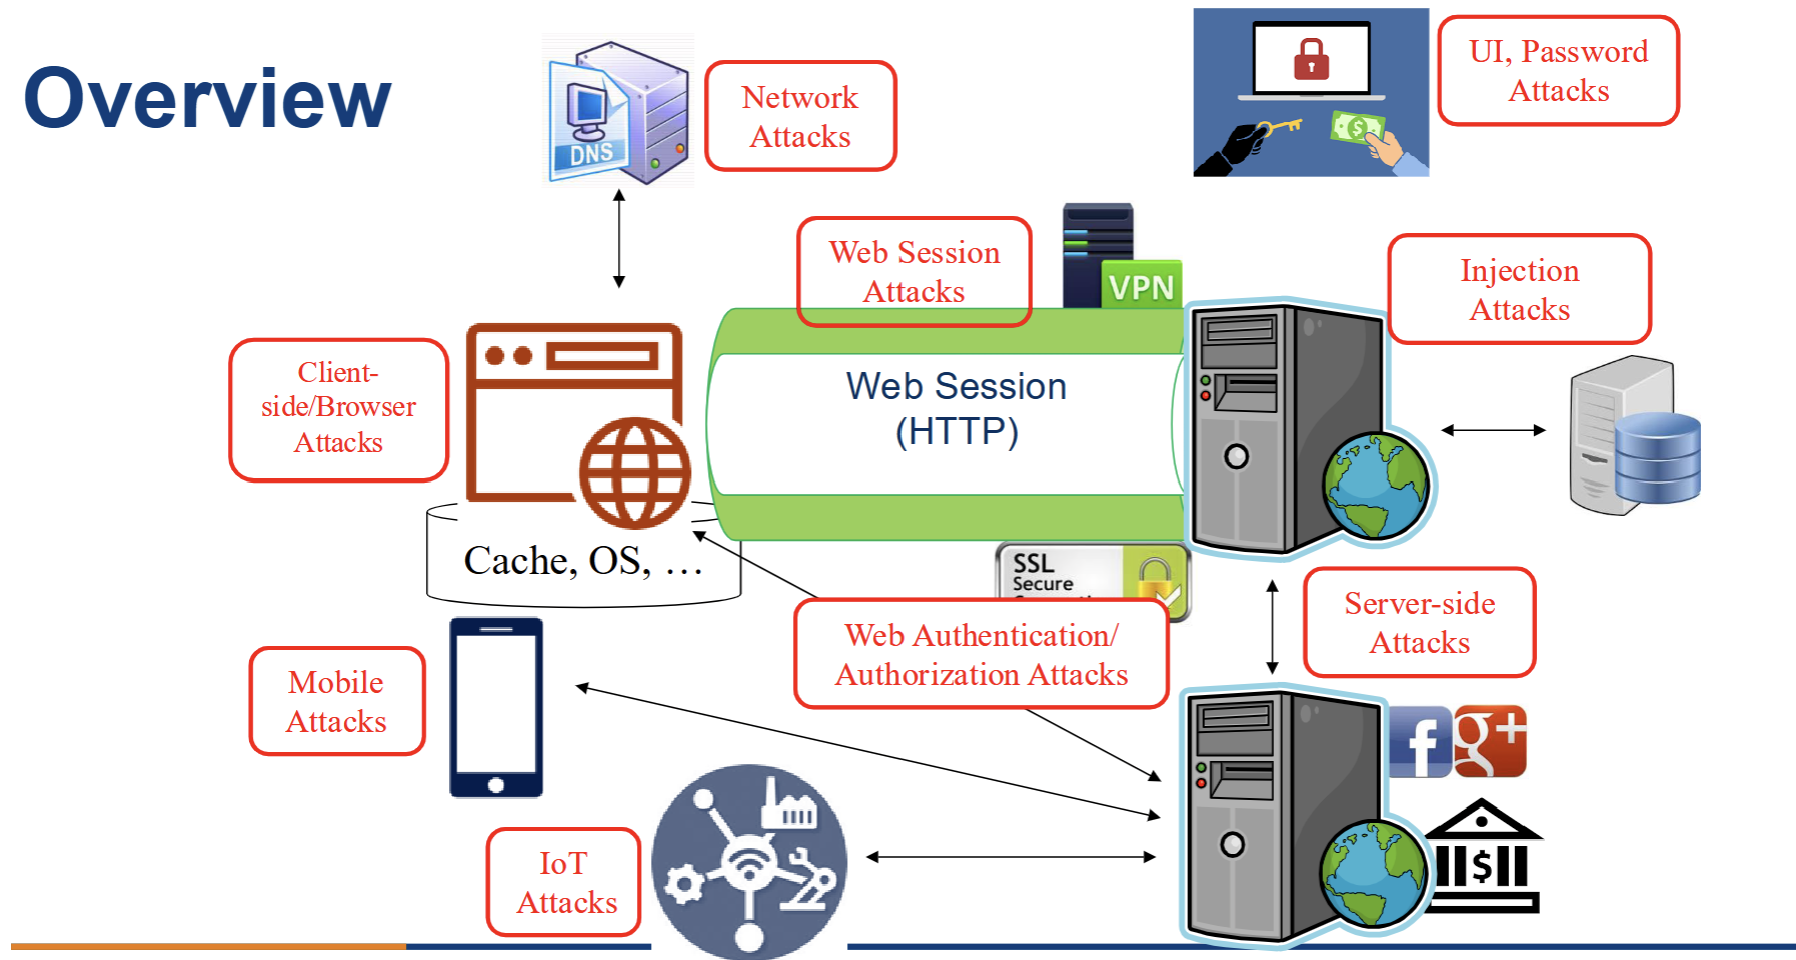 Overview
DNS
Network
Attacks
UI, Password
Attacks
Web Session
Attacks
VPN
Injection
Attacks
Client-
side/Browser
Attacks
Web Session
(HTTP)
Cache, OS, …
SSL
Secure
Web Authentication/
Authorization Attacks
Server-side
Attacks
Mobile
Attacks
f
g+
$
IoT
Attacks